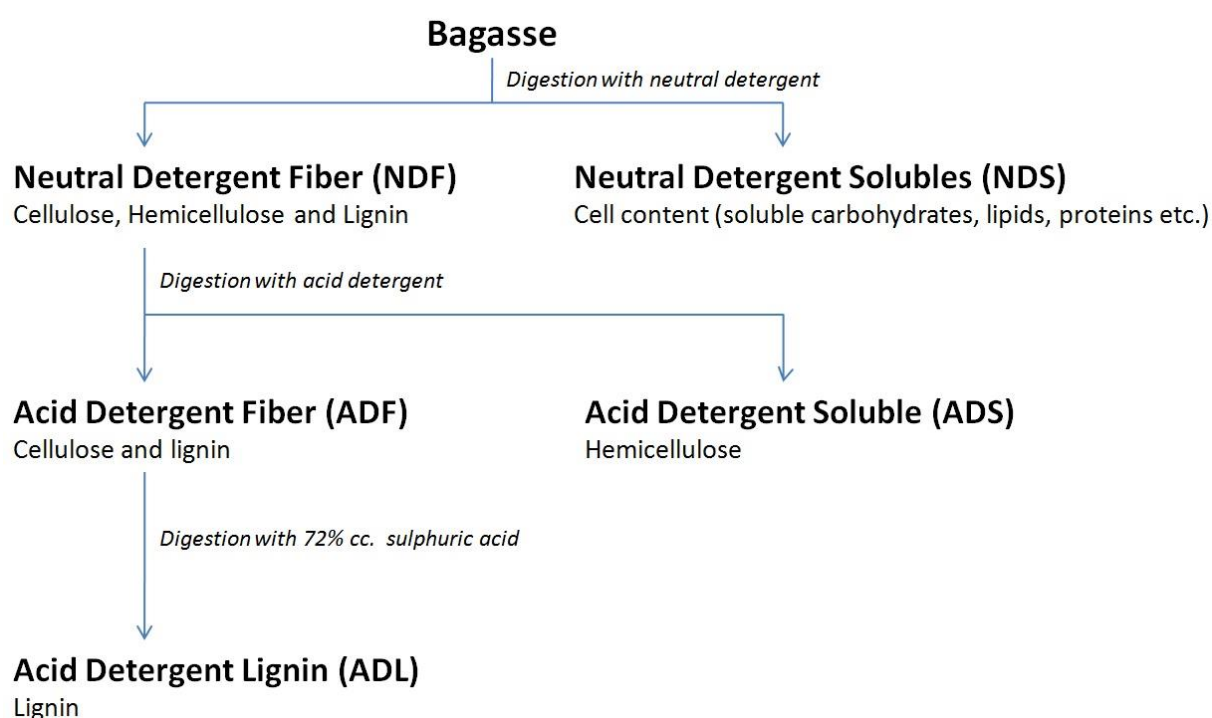 Bagasse
Digestion with neutral detergent
Neutral Detergent Fiber (NDF)
Cellulose, Hemicellulose and Lignin
Neutral Detergent Solubles (NDS)
Cell content (soluble carbohydrates, lipids, proteins etc.)
Digestion with acid detergent
Acid Detergent Fiber (ADF)
Cellulose and lignin
Acid Detergent Soluble (ADS)
Hemicellulose
Digestion with 72% cc. sulphuric acid
Acid Detergent Lignin (ADL)
Lignin